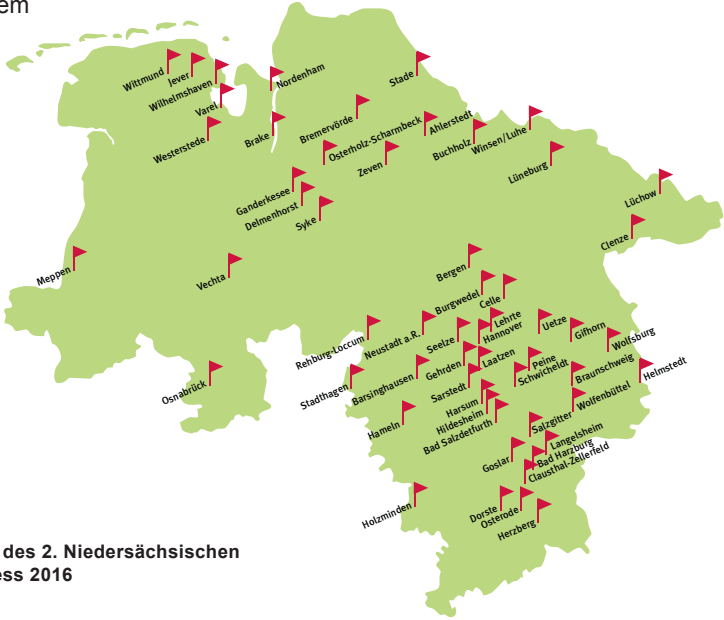 em
Wittmund
Jever
Wilhelmshaven
Varel
Nordenham
Stade
Westerstede
Brake
Bremervörde
Osterholz-Scharmbeck
Ahlerstedt
Zeven
Buchholz
Winsen/Luhe
Lüneburg
Ganderkesee
Delmenhorst
Syke
Lüchow
Clenze
Meppen
Vechta
Bergen
Burgwedel
Celle
Rehburg-Loccum
Neustadt a.R.
Seelze
Lehrte
Hannover
Uetze
Gifhorn
Wolfsburg
Osnabrück
Stadthagen
Barsinghausen
Gehrden
Laatzen
Peine
Schwicheldt
Braunschweig
Helmstedt
Sarstedt
Harsum
Hildesheim
Bad Salzdetfurth
Wolfenbüttel
Hameln
Salzgitter
Langelsheim
Goslar
Bad Harzburg
Clausthal-Zellerfeld
Holzminden
Dorste
Osterode
Herzberg
des 2. Niedersächsischen
ess 2016